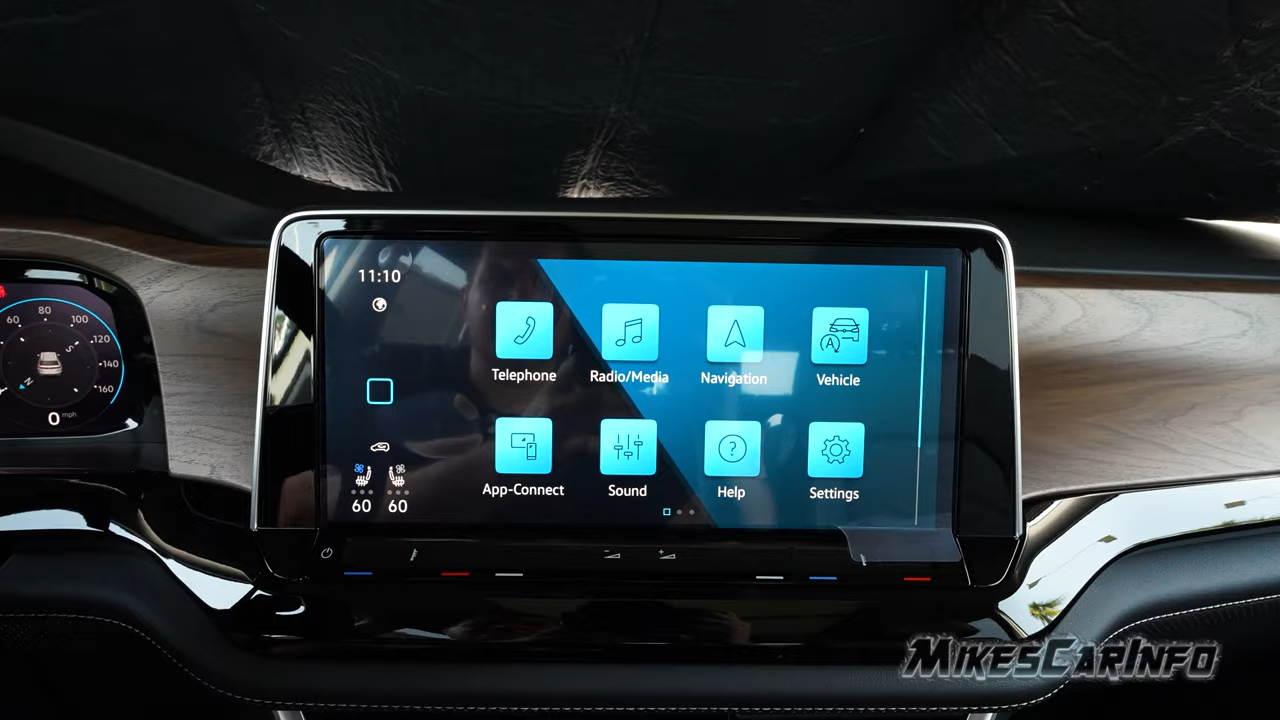 11:10
Telephone
Radio/Media
Navigation
Vehicle
App-Connect
Sound
Help
Settings
60
60
60
80
100
120
140
160
S
N
0 mph
MIKESCARINFO